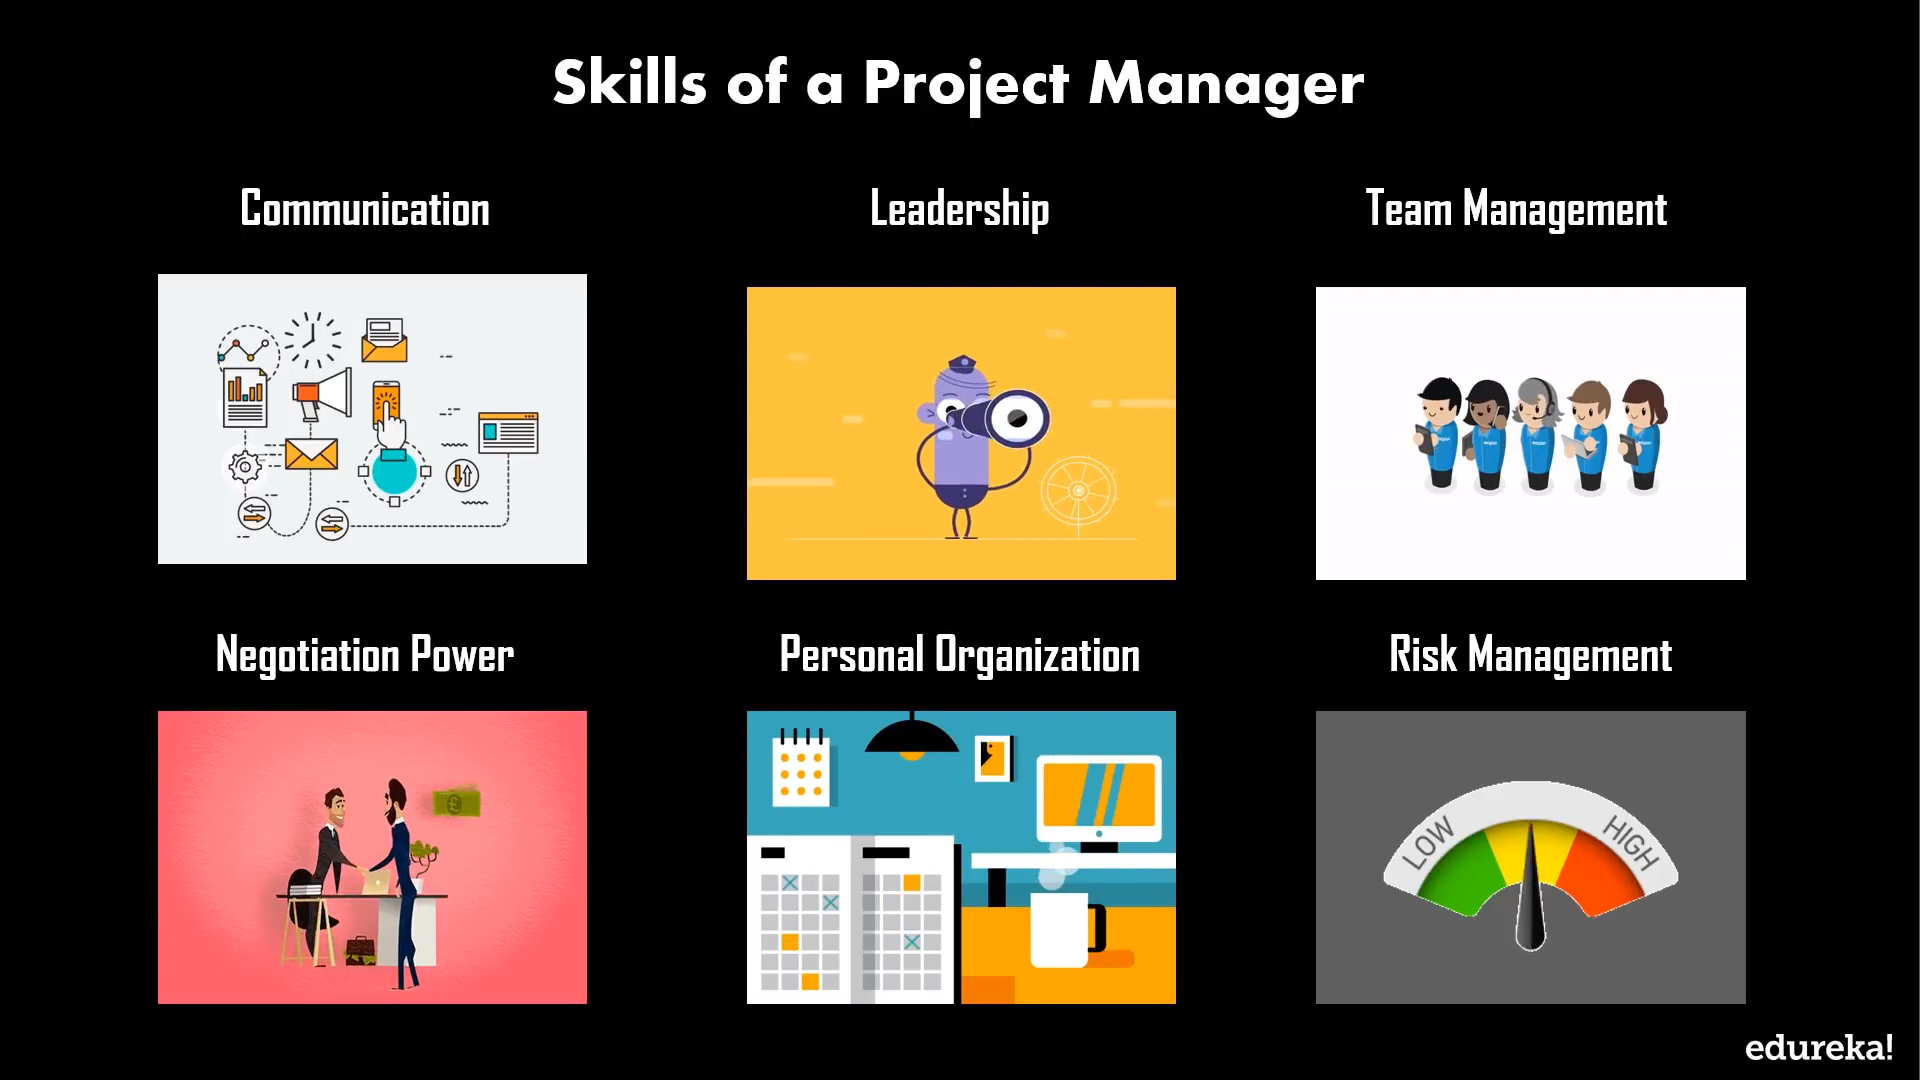 Skills of a Project Manager
Communication
Leadership
Team Management
Negotiation Power
Personal Organization
Risk Management
LOW
HIGH
edureka!